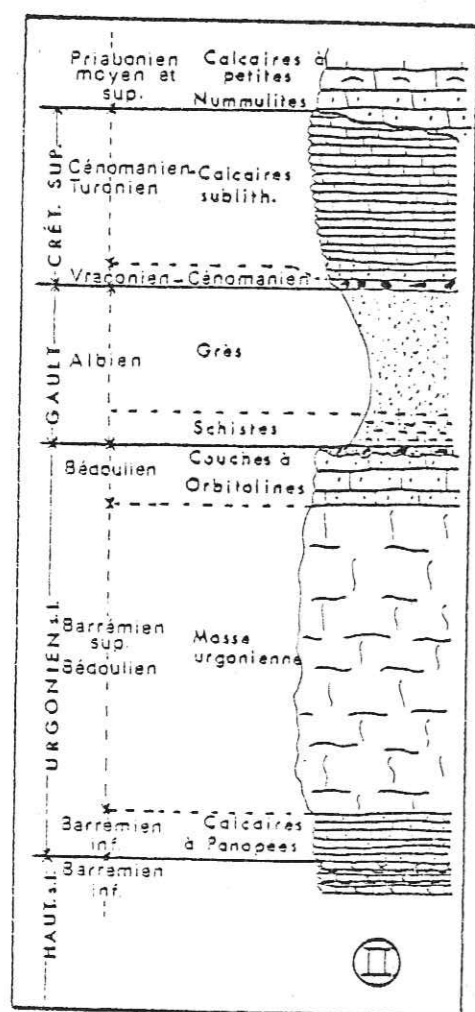 Priabonien moyen et sup.
Calcaires à petites Nummulites
CRÉT. SUP.
Cénomanien-Turonien
Calcaires sublith.
Vraconien-Cénomanien
GAULT
Albien
Grès
Schistes
Bédoulien
Couches à Orbitolines
URGONIEN s.l.
Barrémien sup. Bédoulien
Masse urgonienne
Barrémien inf.
Calcaires à Panopées
HAUT. s.l.
Barrémien inf.
II